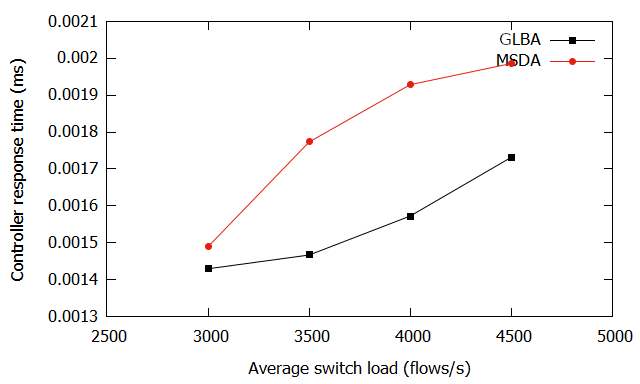 0.0021
0.002
0.0019
0.0018
0.0017
0.0016
0.0015
0.0014
0.0013
Controller response time (ms)
GLBA
MSDA
2500 3000 3500 4000 4500 5000
Average switch load (flows/s)